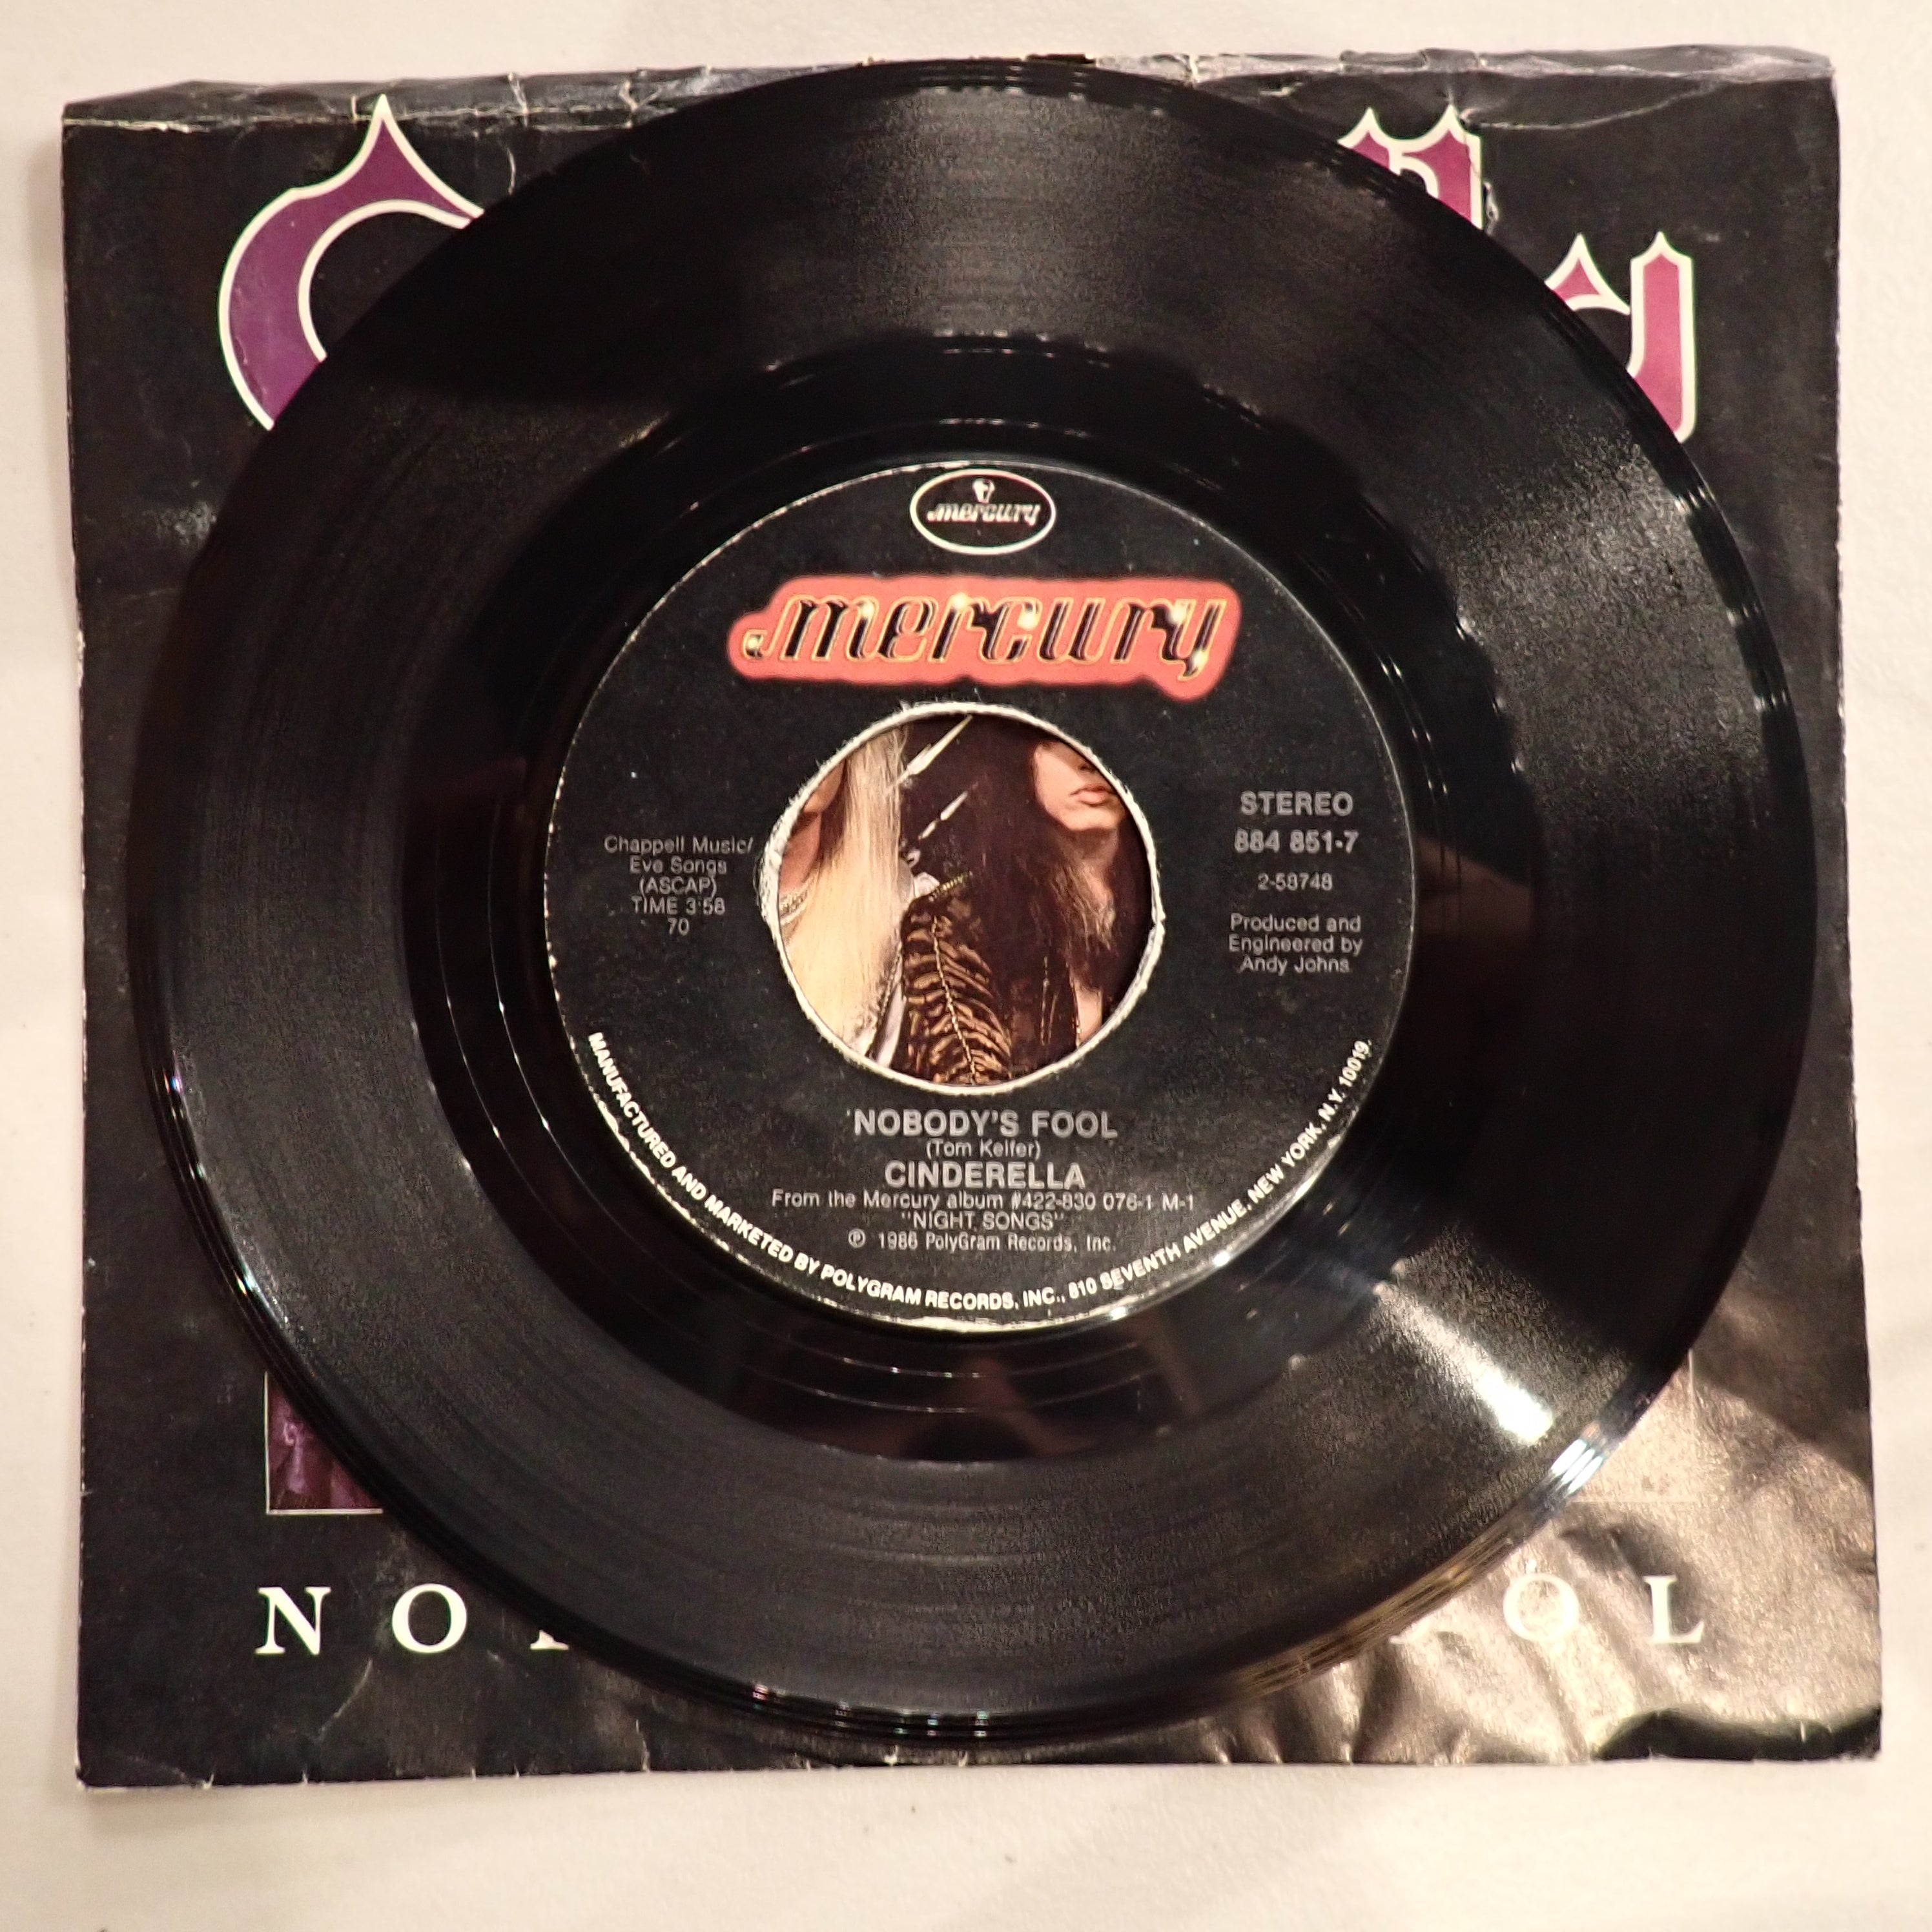 mercury
mercury
STEREO
884 851-7
2-58748
Produced and
Engineered by
Andy Johns
Chappell Music/
Eve Songs
(ASCAP)
TIME 3:58
70
NOBODY'S FOOL
(Tom Keifer)
CINDERELLA
From the Mercury album #422-830 076-1 M-1
"NIGHT SONGS"
℗ 1986 PolyGram Records, Inc.
MANUFACTURED AND MARKETED BY POLYGRAM RECORDS, INC., 810 SEVENTH AVENUE, NEW YORK, N.Y. 10019.
NO OL